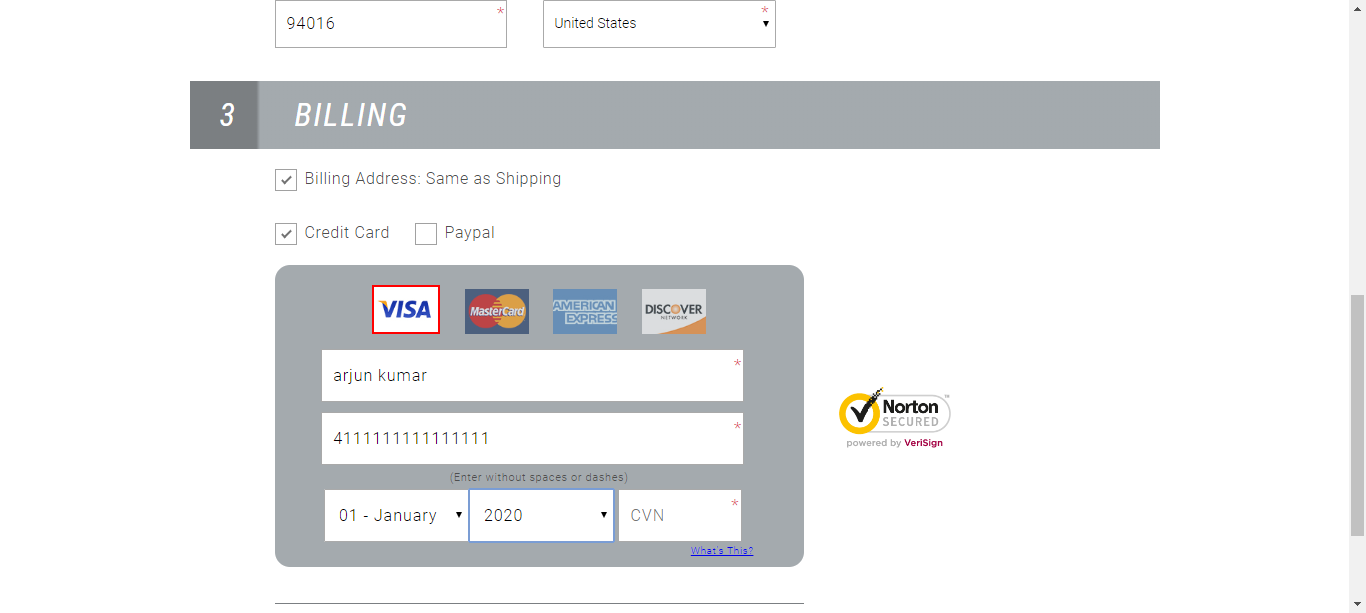 94016 * United States *
3 BILLING
Billing Address: Same as Shipping
Credit Card Paypal
VISA MasterCard AMERICAN EXPRESS DISCOVER NETWORK
arjun kumar *
4111111111111111 *
(Enter without spaces or dashes)
01 - January 2020 CVN *
What's This?
Norton
SECURED
powered by VeriSign